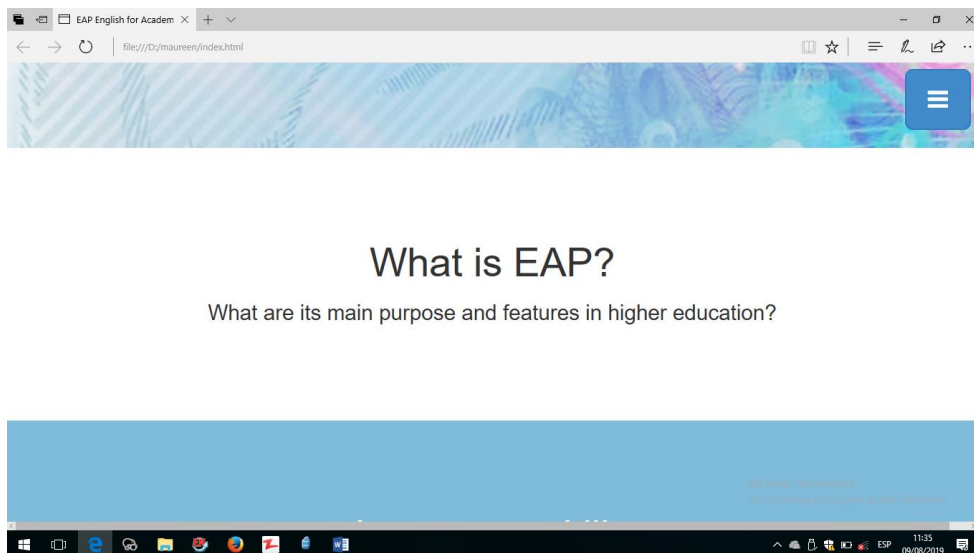 EAP English for Academ
file:///D:/maureen/index.html
What is EAP?
What are its main purpose and features in higher education?
ESP
11:35
09/08/2019